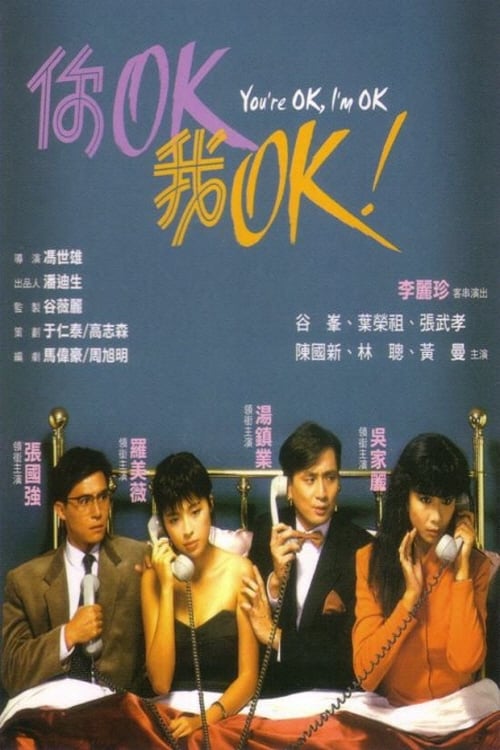 你OK
You're OK, I'm OK
我OK!
導演 馮世雄
出品人 潘迪生
監製 谷薇麗
策劃 于仁泰/高志森
編劇 馬偉豪/周旭明
李麗珍 客串演出
谷 峯、葉榮祖、張武孝
陳國新、林 聰、黃 曼 主演
領銜主演 張國強
領銜主演 羅美薇
領銜主演 湯鎮業
領銜主演 吳家麗